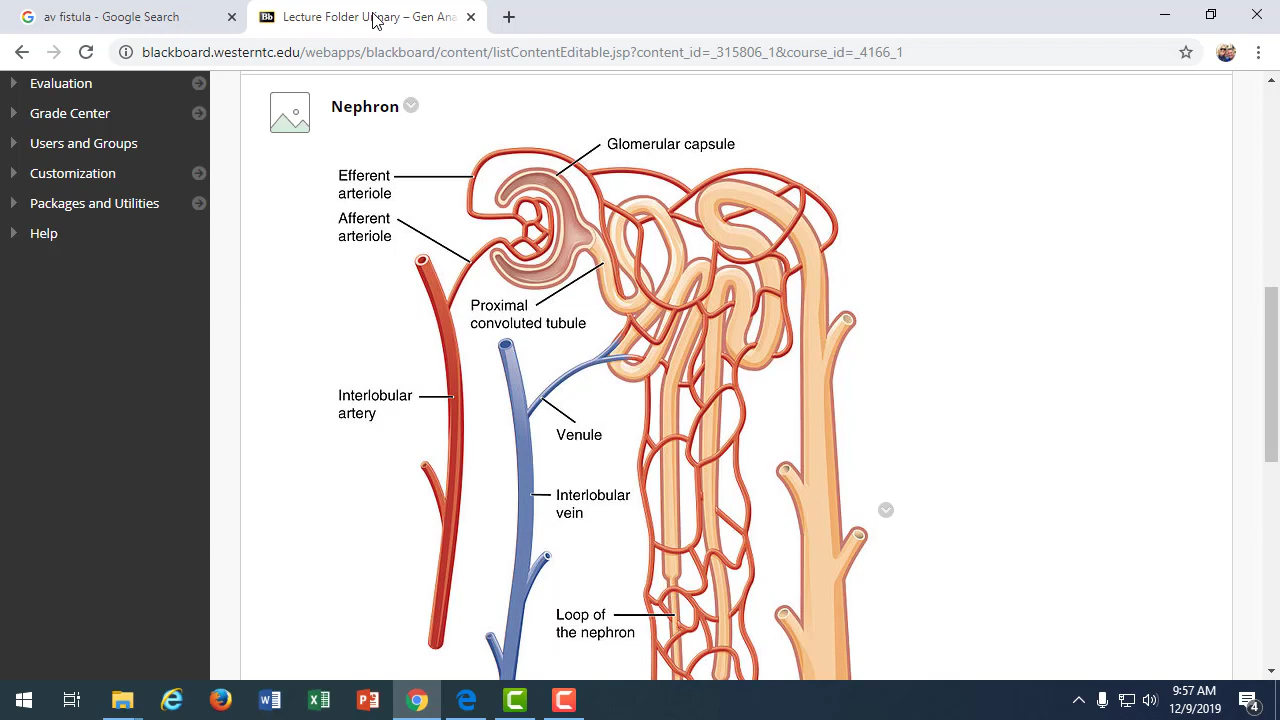 av fistula - Google Search
Bb
Lecture Folder Urinary – Gen Ana
blackboard.westerntc.edu/webapps/blackboard/content/listContentEditable.jsp?content_id=_315806_1&course_id=_4166_1
Evaluation
Grade Center
Users and Groups
Customization
Packages and Utilities
Help
Nephron
Glomerular capsule
Efferent
arteriole
Afferent
arteriole
Proximal
convoluted tubule
Interlobular
artery
Venule
Interlobular
vein
Loop of
the nephron
9:57 AM
12/9/2019
4